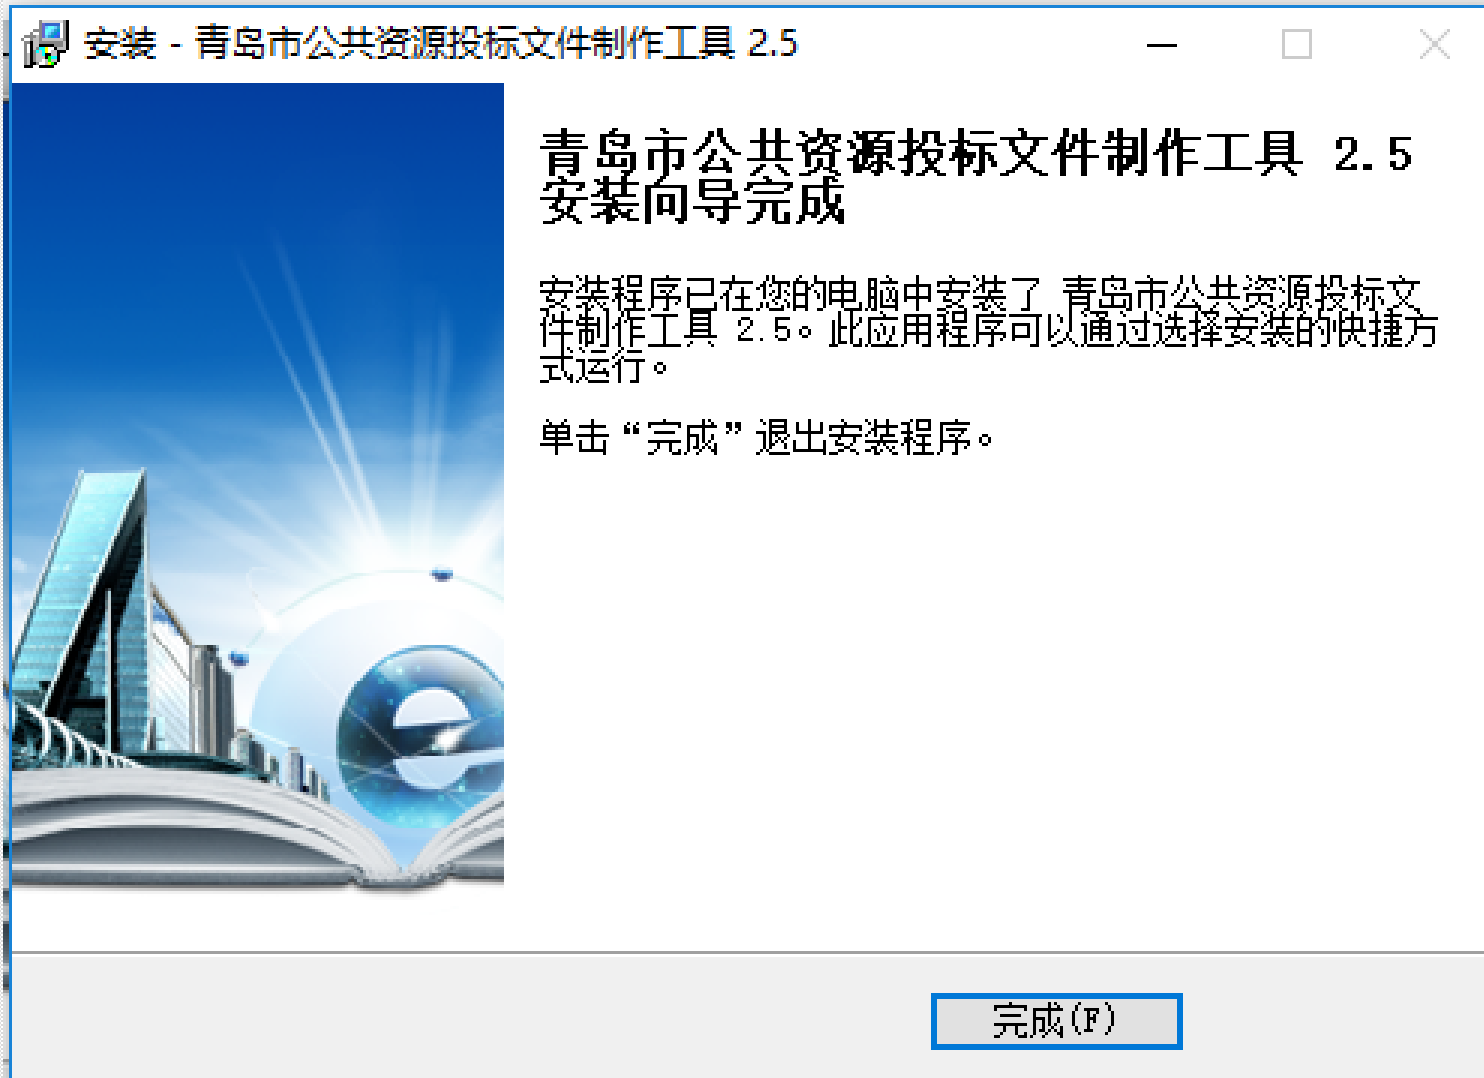 安装 - 青岛市公共资源投标文件制作工具 2.5
青岛市公共资源投标文件制作工具 2.5
安装向导完成
安装程序已在您的电脑中安装了 青岛市公共资源投标文
件制作工具 2.5。此应用程序可以通过选择安装的快捷方
式运行。
单击“完成”退出安装程序。
完成(F)